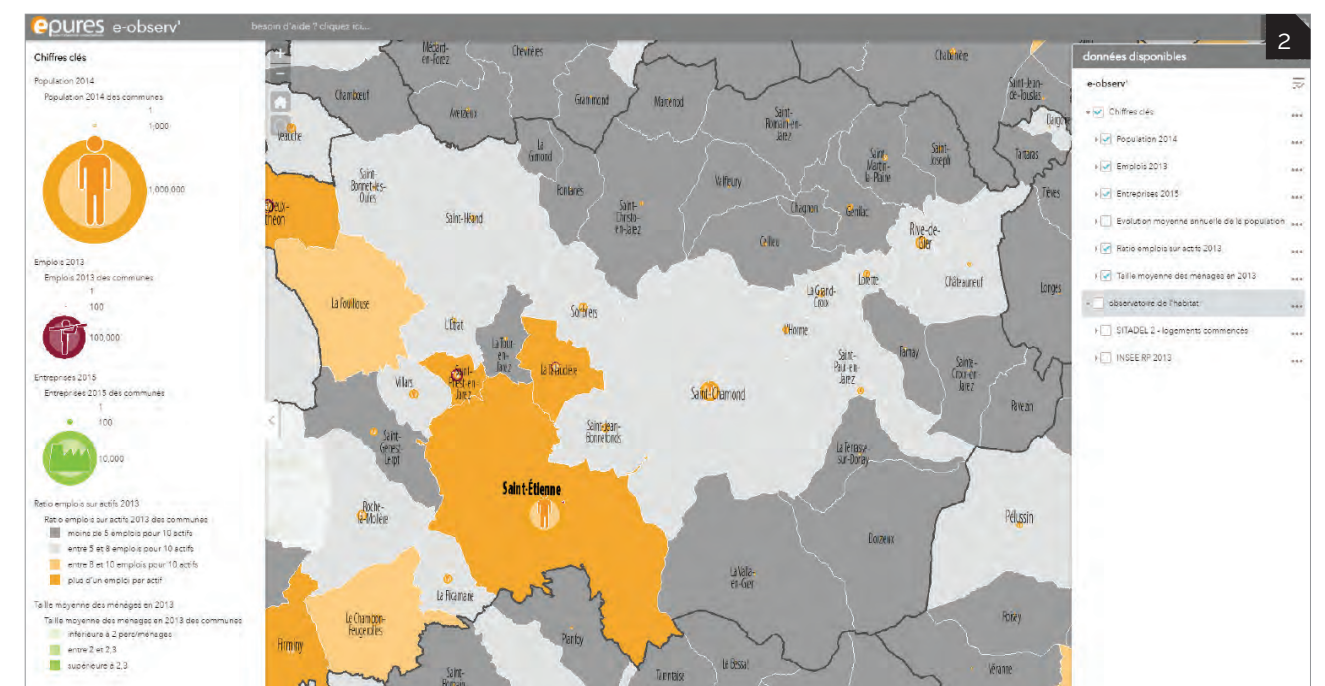 epures e-observ'
besoin d'aide ? cliquez ici...
2
Chiffres clés
Population 2014
Population 2014 des communes
1
1,000
1,000,000
Emplois 2013
Emplois 2013 des communes
1
100
100,000
Entreprises 2015
Entreprises 2015 des communes
1
100
10,000
Ratio emplois sur actifs 2013
Ratio emplois sur actifs 2013 des communes
moins de 5 emplois pour 10 actifs
entre 5 et 8 emplois pour 10 actifs
entre 8 et 10 emplois pour 10 actifs
plus d'un emploi par actif
Taille moyenne des ménages en 2013
Taille moyenne des ménages en 2013 des communes
inférieure à 2 pers/ménages
entre 2 et 2,3
supérieure à 2,3
Chevrières
Chambœuf
Aveizieux
Grammond
Marcenod
Saint-
Romain-en-
Jarez
Saint-Jean-
de-Touslas
La
Gimond
Saint-
Bonnet-les-
Oules
Fontanès
Saint-
Christo-
en-Jarez
Valfleury
Saint-
Martin-
la-Plaine
Saint-
Joseph
Tartaras
Trèves
Chagnon
Genilac
Saint-Héand
Cellieu
Rive-de-
Gier
La Fouillouse
Sorbiers
La Grand-
Croix
Lorette
Châteauneuf
Longes
L'Étrat
La Tour-
en-
Jarez
L'Horme
Villars
Saint-
Priest-en-
Jarez
La Talaudière
Saint-
Paul-en-
Jarez
Farnay
Sainte-
Croix-en-
Jarez
Pavezin
Saint-Chamond
Saint-
Genest-
Lerpt
Saint-Jean-
Bonnefonds
La Terrasse-
sur-Dorlay
Saint-Étienne
Roche-
la-Molière
Pélussin
Doizieux
La Valla-
en-Gier
La Ricamarie
Le Chambon-
Feugerolles
Firminy
Planfoy
Roisey
Saint-
Romain-
Tarentaise
Le Bessat
Véranne
données disponibles
e-observ'
Chiffres clés
Population 2014
Emplois 2013
Entreprises 2015
Evolution moyenne annuelle de la population
Ratio emplois sur actifs 2013
Taille moyenne des ménages en 2013
observatoire de l'habitat
SITADEL 2 - logements commencés
INSEE RP 2013